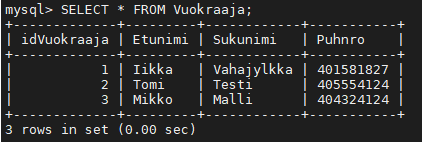 mysql> SELECT * FROM Vuokraaja;
+-------------+---------+------------+-----------+
| idVuokraaja | Etunimi | Sukunimi   | Puhnro    |
+-------------+---------+------------+-----------+
|           1 | Iikka   | Vahajylkka | 401581827 |
|           2 | Tomi    | Testi      | 405554124 |
|           3 | Mikko   | Malli      | 404324124 |
+-------------+---------+------------+-----------+
3 rows in set (0.00 sec)